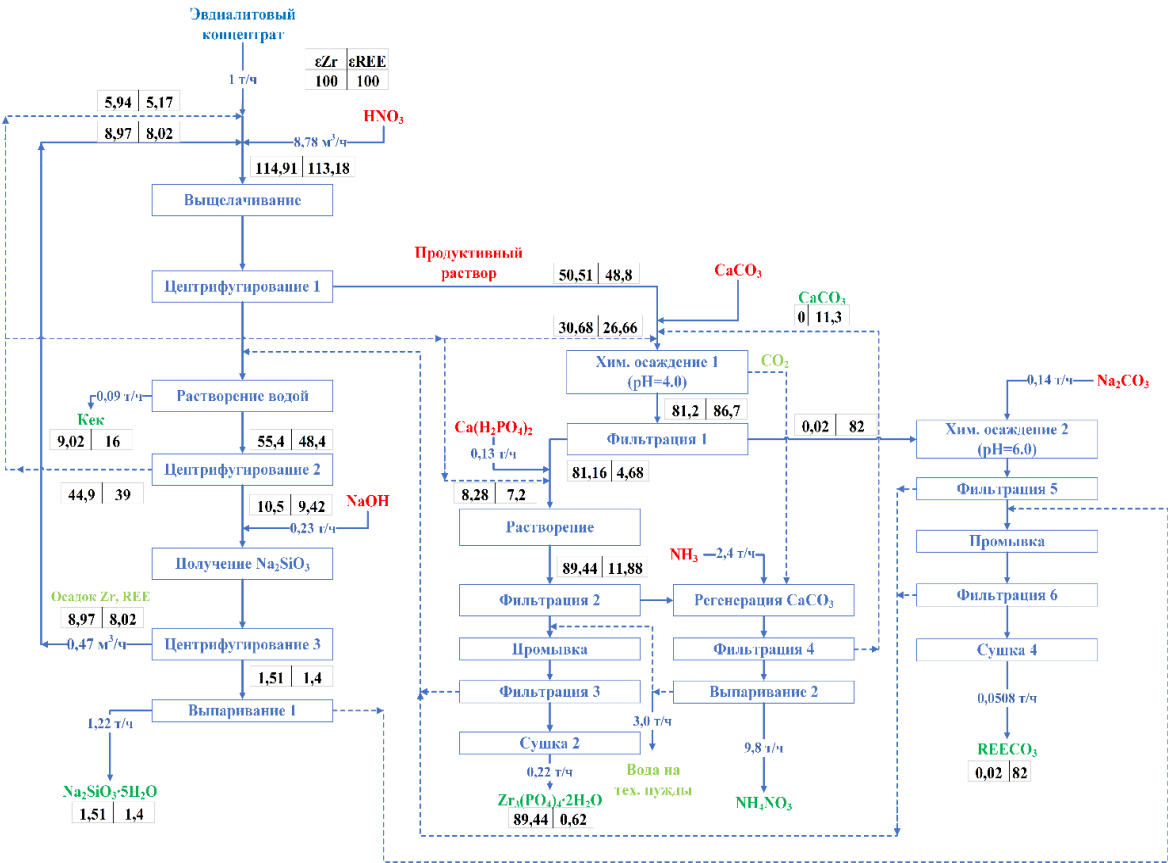 Эвдиалитовый
концентрат
εZr εREE
100 100
1 т/ч
5,94 5,17
HNO₃
8,97 8,02
8,78 м³/ч
114,91 113,18
Выщелачивание
Продуктивный
раствор
50,51 48,8
CaCO₃
Центрифугирование 1
CaCO₃
0 11,3
30,68 26,66
Хим. осаждение 1
(pH=4.0)
CO₂
0,14 т/ч
Na₂CO₃
Растворение водой
0,09 т/ч
Кек
9,02 16
55,4 48,4
81,2 86,7
Ca(H₂PO₄)₂
0,13 т/ч
Фильтрация 1
0,02 82
Хим. осаждение 2
(pH=6.0)
Центрифугирование 2
44,9 39
10,5 9,42
NaOH
0,23 т/ч
81,16 4,68
8,28 7,2
Фильтрация 5
Растворение
Промывка
Получение Na₂SiO₃
89,44 11,88
NH₃
2,4 т/ч
Осадок Zr, REE
8,97 8,02
Фильтрация 2
Регенерация CaCO₃
Фильтрация 6
0,47 м³/ч
Центрифугирование 3
Промывка
Фильтрация 4
Сушка 4
1,51 1,4
Фильтрация 3
Выпаривание 2
0,0508 т/ч
Выпаривание 1
1,22 т/ч
3,0 т/ч
Сушка 2
9,8 т/ч
REECO₃
0,02 82
0,22 т/ч
Вода на
тех. нужды
Na₂SiO₃·5H₂O
1,51 1,4
Zr₃(PO₄)₄·2H₂O
89,44 0,62
NH₄NO₃